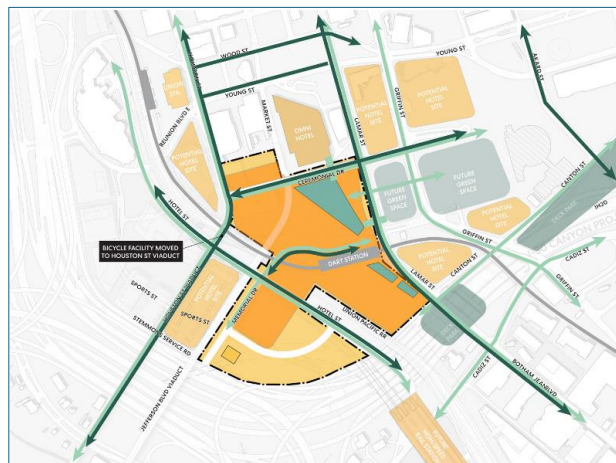 WOOD ST
YOUNG ST
YOUNG ST
AKARD ST
UNION
STA.
REUNION BLVD E
MARKET ST
OMNI
HOTEL
POTENTIAL
HOTEL
SITE
POTENTIAL
HOTEL
SITE
POTENTIAL
HOTEL
SITE
LAMAR ST
GRIFFIN ST
CEREMONIAL DR
CANTON ST
FUTURE
GREEN
SPACE
FUTURE
GREEN
SPACE
DECK PARK
HOTEL ST
BICYCLE FACILITY MOVED
TO HOUSTON ST VIADUCT
POTENTIAL
HOTEL SITE
GRIFFIN ST
CADIZ ST
DART STATION
POTENTIAL
HOTEL SITE
CANTON ST
LAMAR ST
GRIFFIN ST
SPORTS ST
POTENTIAL
HOTEL
SITE
SPORTS ST
MEMORIAL DR
HOTEL ST
UNION PACIFIC RR
STEMMONS SERVICE RD
JEFFERSON BLVD VIADUCT
CADIZ ST
BOTHAM JEANBLVD